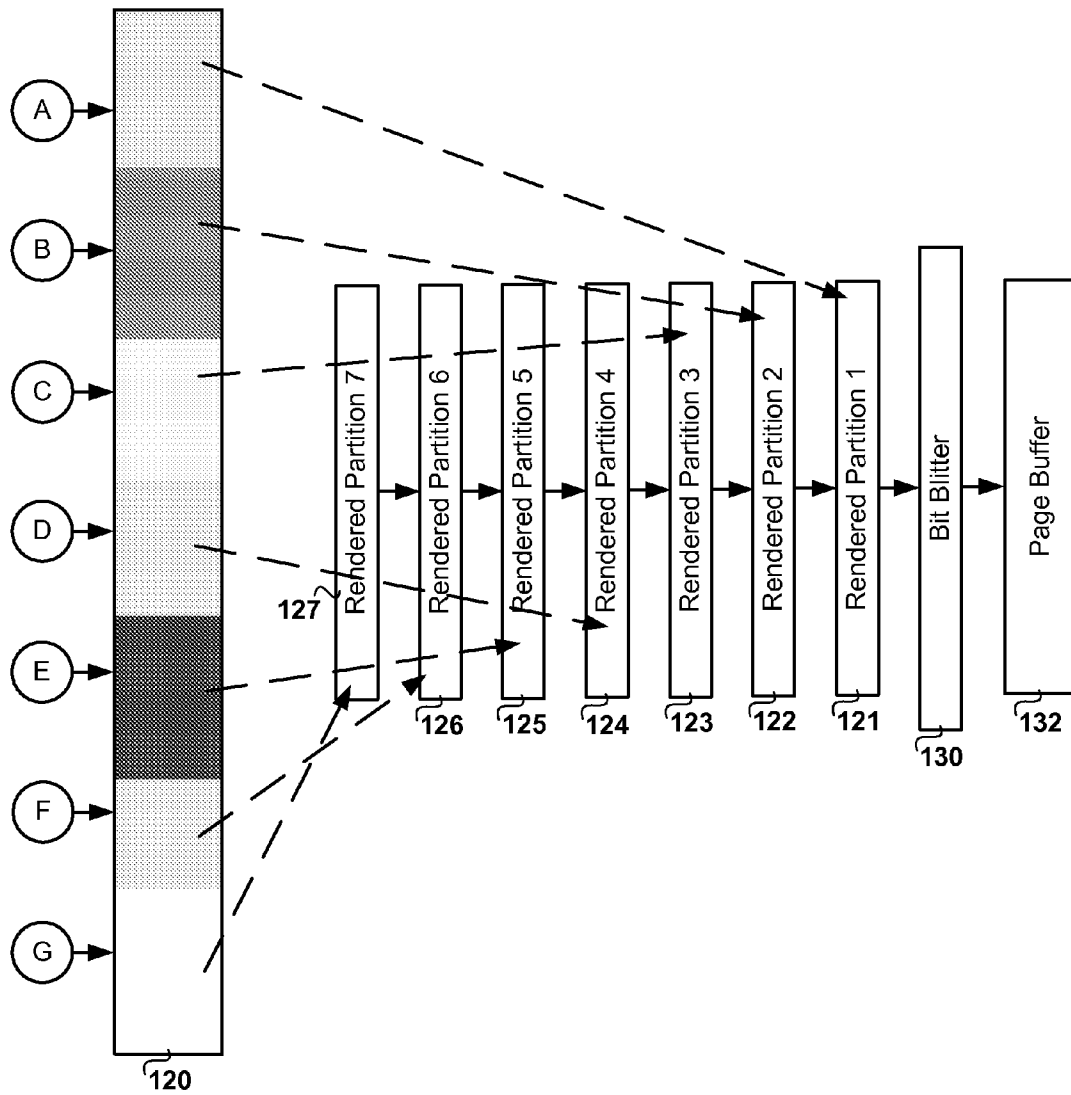 A
B
C
D
E
F
G
120
Rendered Partition 7
127
Rendered Partition 6
126
Rendered Partition 5
125
Rendered Partition 4
124
Rendered Partition 3
123
Rendered Partition 2
122
Rendered Partition 1
121
Bit Blitter
130
Page Buffer
132